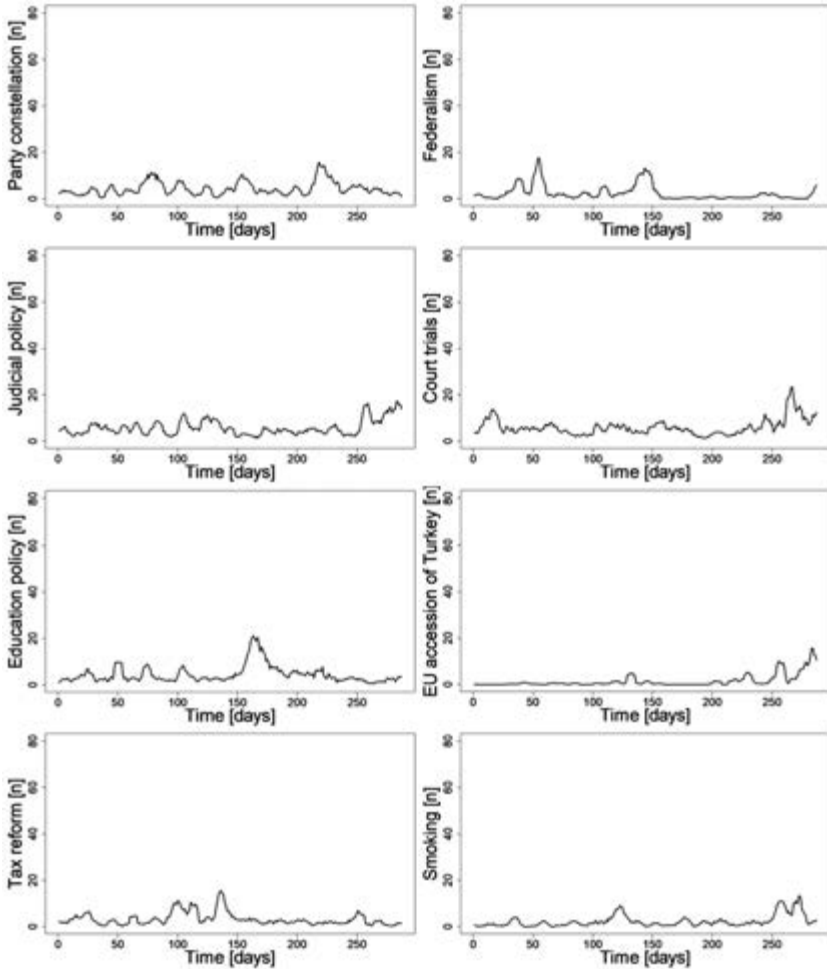 Party constellation [n]
0 20 40 60 80
0 50 100 150 200 250
Time [days]
Federalism [n]
0 20 40 60 80
0 50 100 150 200 250
Time [days]
Judicial policy [n]
0 20 40 60 80
0 50 100 150 200 250
Time [days]
Court trials [n]
0 20 40 60 80
0 50 100 150 200 250
Time [days]
Education policy [n]
0 20 40 60 80
0 50 100 150 200 250
Time [days]
EU accession of Turkey [n]
0 20 40 60 80
0 50 100 150 200 250
Time [days]
Tax reform [n]
0 20 40 60 80
0 50 100 150 200 250
Time [days]
Smoking [n]
0 20 40 60 80
0 50 100 150 200 250
Time [days]